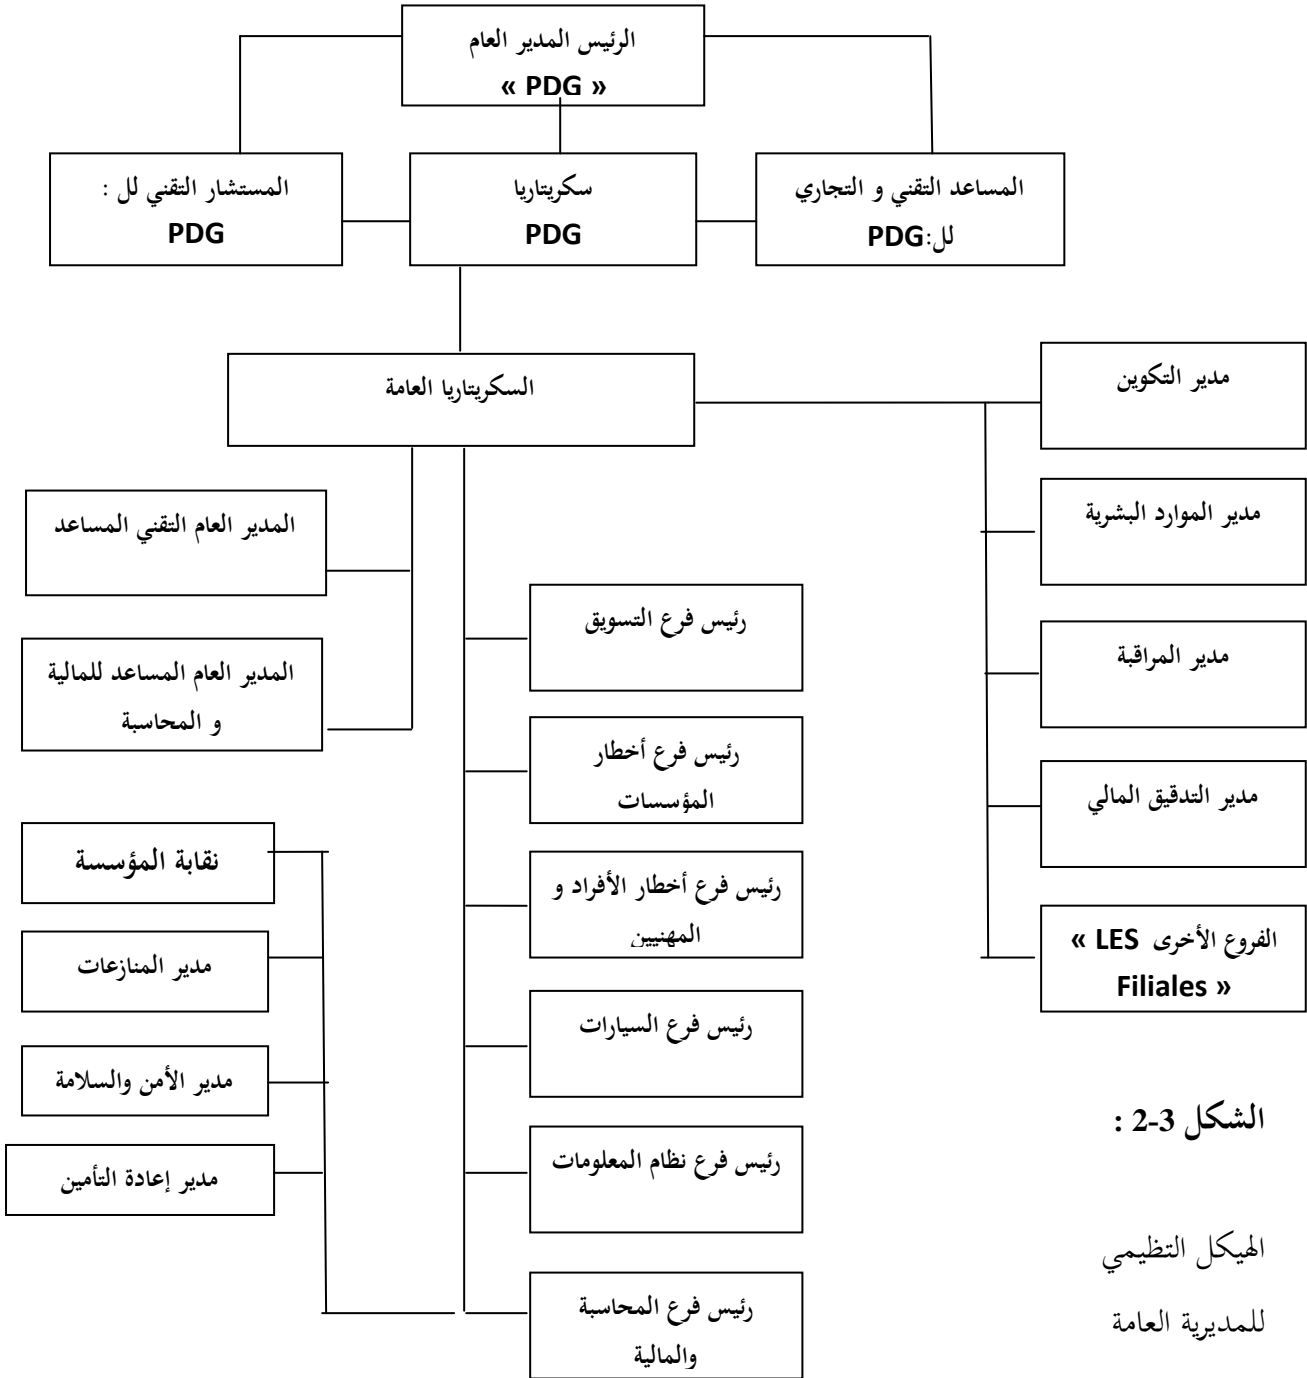 الرئيس المدير العام
« PDG »
المساعد التقني و التجاري
لل:PDG
سكريتاريا
PDG
المستشار التقني لل :
PDG
السكريتاريا العامة
مدير التكوين
مدير الموارد البشرية
مدير المراقبة
مدير التدقيق المالي
الفروع الأخرى LES »
Filiales »
المدير العام التقني المساعد
المدير العام المساعد للمالية
و المحاسبة
رئيس فرع التسويق
رئيس فرع أخطار
المؤسسات
رئيس فرع أخطار الأفراد و
المهنيين
رئيس فرع السيارات
رئيس فرع نظام المعلومات
رئيس فرع المحاسبة
والمالية
نقابة المؤسسة
مدير المنازعات
مدير الأمن والسلامة
مدير إعادة التأمين
الشكل 3-2 :
الهيكل التظيمي
للمديرية العامة